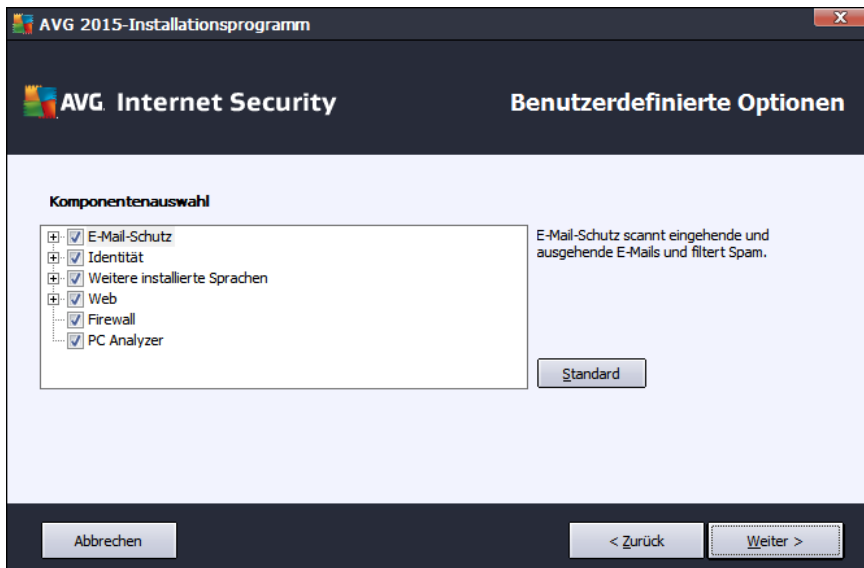 AVG 2015-Installationsprogramm
AVG Internet Security
Benutzerdefinierte Optionen
Komponentenauswahl
E-Mail-Schutz
Identität
Weitere installierte Sprachen
Web
Firewall
PC Analyzer
E-Mail-Schutz scannt eingehende und
ausgehende E-Mails und filtert Spam.
Standard
Abbrechen
< Zurück
Weiter >